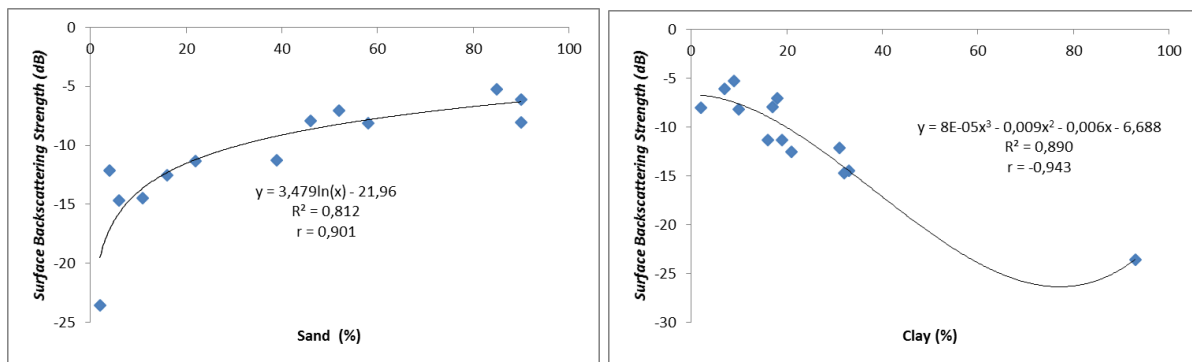 0 20 40 60 80 100
0
-5
-10
-15
-20
-25
Surface Backscattering Strength (dB)
y = 3,479ln(x) - 21,96
R² = 0,812
r = 0,901
Sand (%)
0 20 40 60 80 100
0
-5
-10
-15
-20
-25
-30
Surface Backscattering Strength (dB)
y = 8E-05x³ - 0,009x² - 0,006x - 6,688
R² = 0,890
r = -0,943
Clay (%)